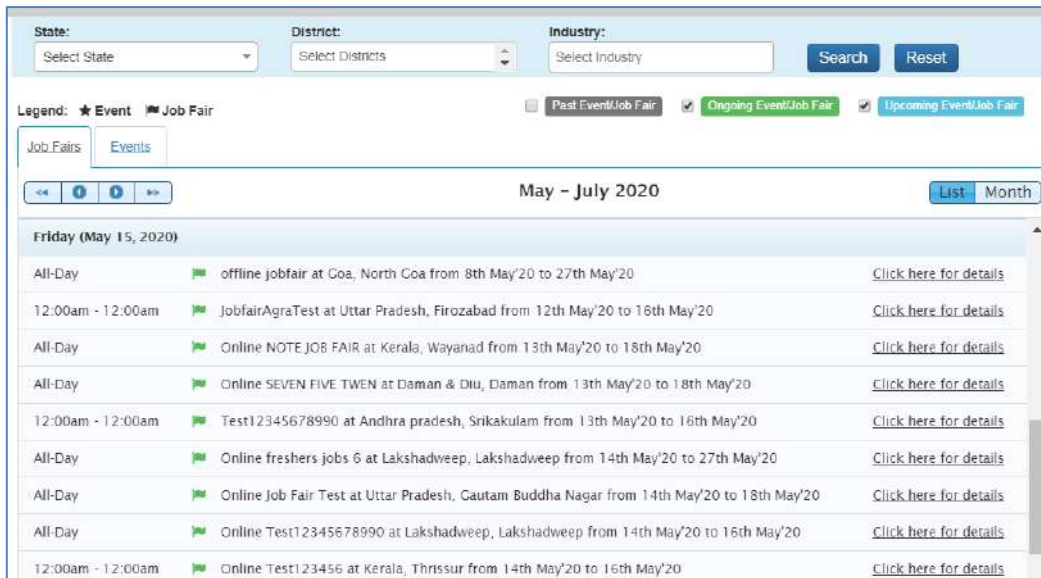 State: District: Industry:
Select State Select Districts Select Industry Search Reset
Legend: Event Job Fair Past Event/Job Fair Ongoing Event/Job Fair Upcoming Event/Job Fair
Job Fairs Events
May - July 2020 List Month
Friday (May 15, 2020)
All-Day offline jobfair at Goa, North Goa from 8th May'20 to 27th May'20 Click here for details
12:00am - 12:00am JobfairAgraTest at Uttar Pradesh, Firozabad from 12th May'20 to 16th May'20 Click here for details
All-Day Online NOTE JOB FAIR at Kerala, Wayanad from 13th May'20 to 18th May'20 Click here for details
All-Day Online SEVEN FIVE TWEN at Daman & Diu, Daman from 13th May'20 to 18th May'20 Click here for details
12:00am - 12:00am Test12345678990 at Andhra pradesh, Srikakulam from 13th May'20 to 16th May'20 Click here for details
All-Day Online freshers jobs 6 at Lakshadweep, Lakshadweep from 14th May'20 to 27th May'20 Click here for details
All-Day Online Job Fair Test at Uttar Pradesh, Gautam Buddha Nagar from 14th May'20 to 18th May'20 Click here for details
All-Day Online Test12345678990 at Lakshadweep, Lakshadweep from 14th May'20 to 16th May'20 Click here for details
12:00am - 12:00am Online Test123456 at Kerala, Thrissur from 14th May'20 to 16th May'20 Click here for details